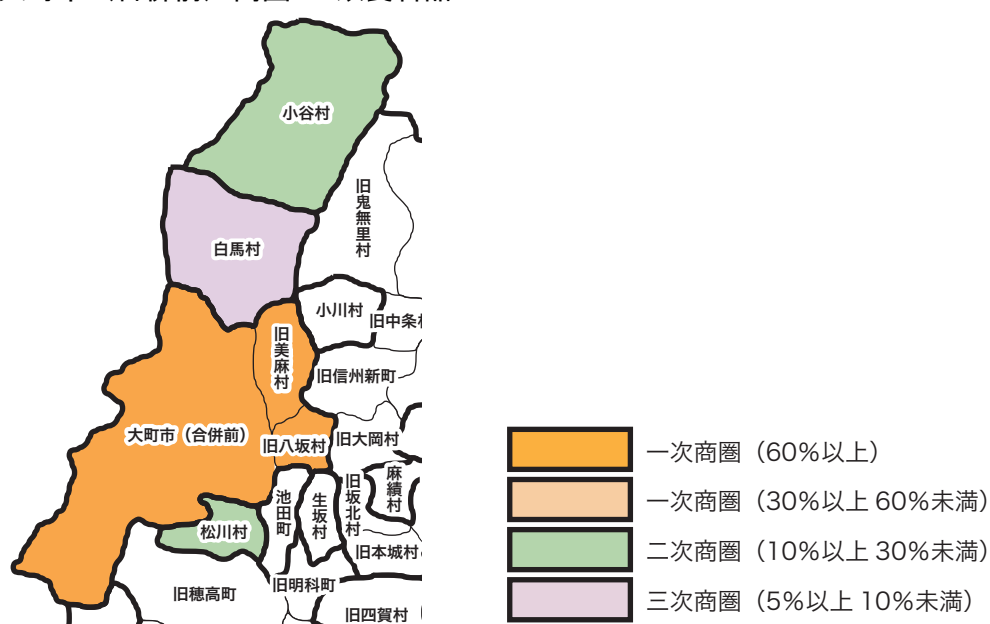 小谷村
旧鬼無里村
白馬村
小川村
旧中条
旧美麻村
旧信州新町
大町市（合併前）
旧八坂村
旧大岡村
麻績村
池田町
生坂村
旧坂北村
松川村
旧本城村
旧穂高町
旧明科町
旧四賀村
一次商圏（60%以上）
一次商圏（30%以上 60%未満）
二次商圏（10%以上 30%未満）
三次商圏（5%以上 10%未満）